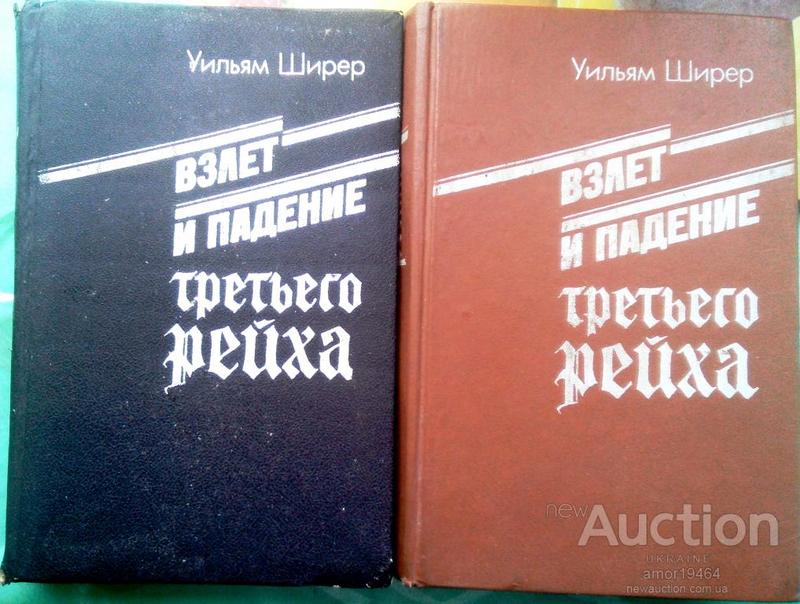 Уильям Ширер
ВЗЛЕТ
И ПАДЕНИЕ
третьего
рейха
Уильям Ширер
ВЗЛЕТ
И ПАДЕНИЕ
третьего
рейха
new Auction
UKRAINE
amor19464
newauction.com.ua